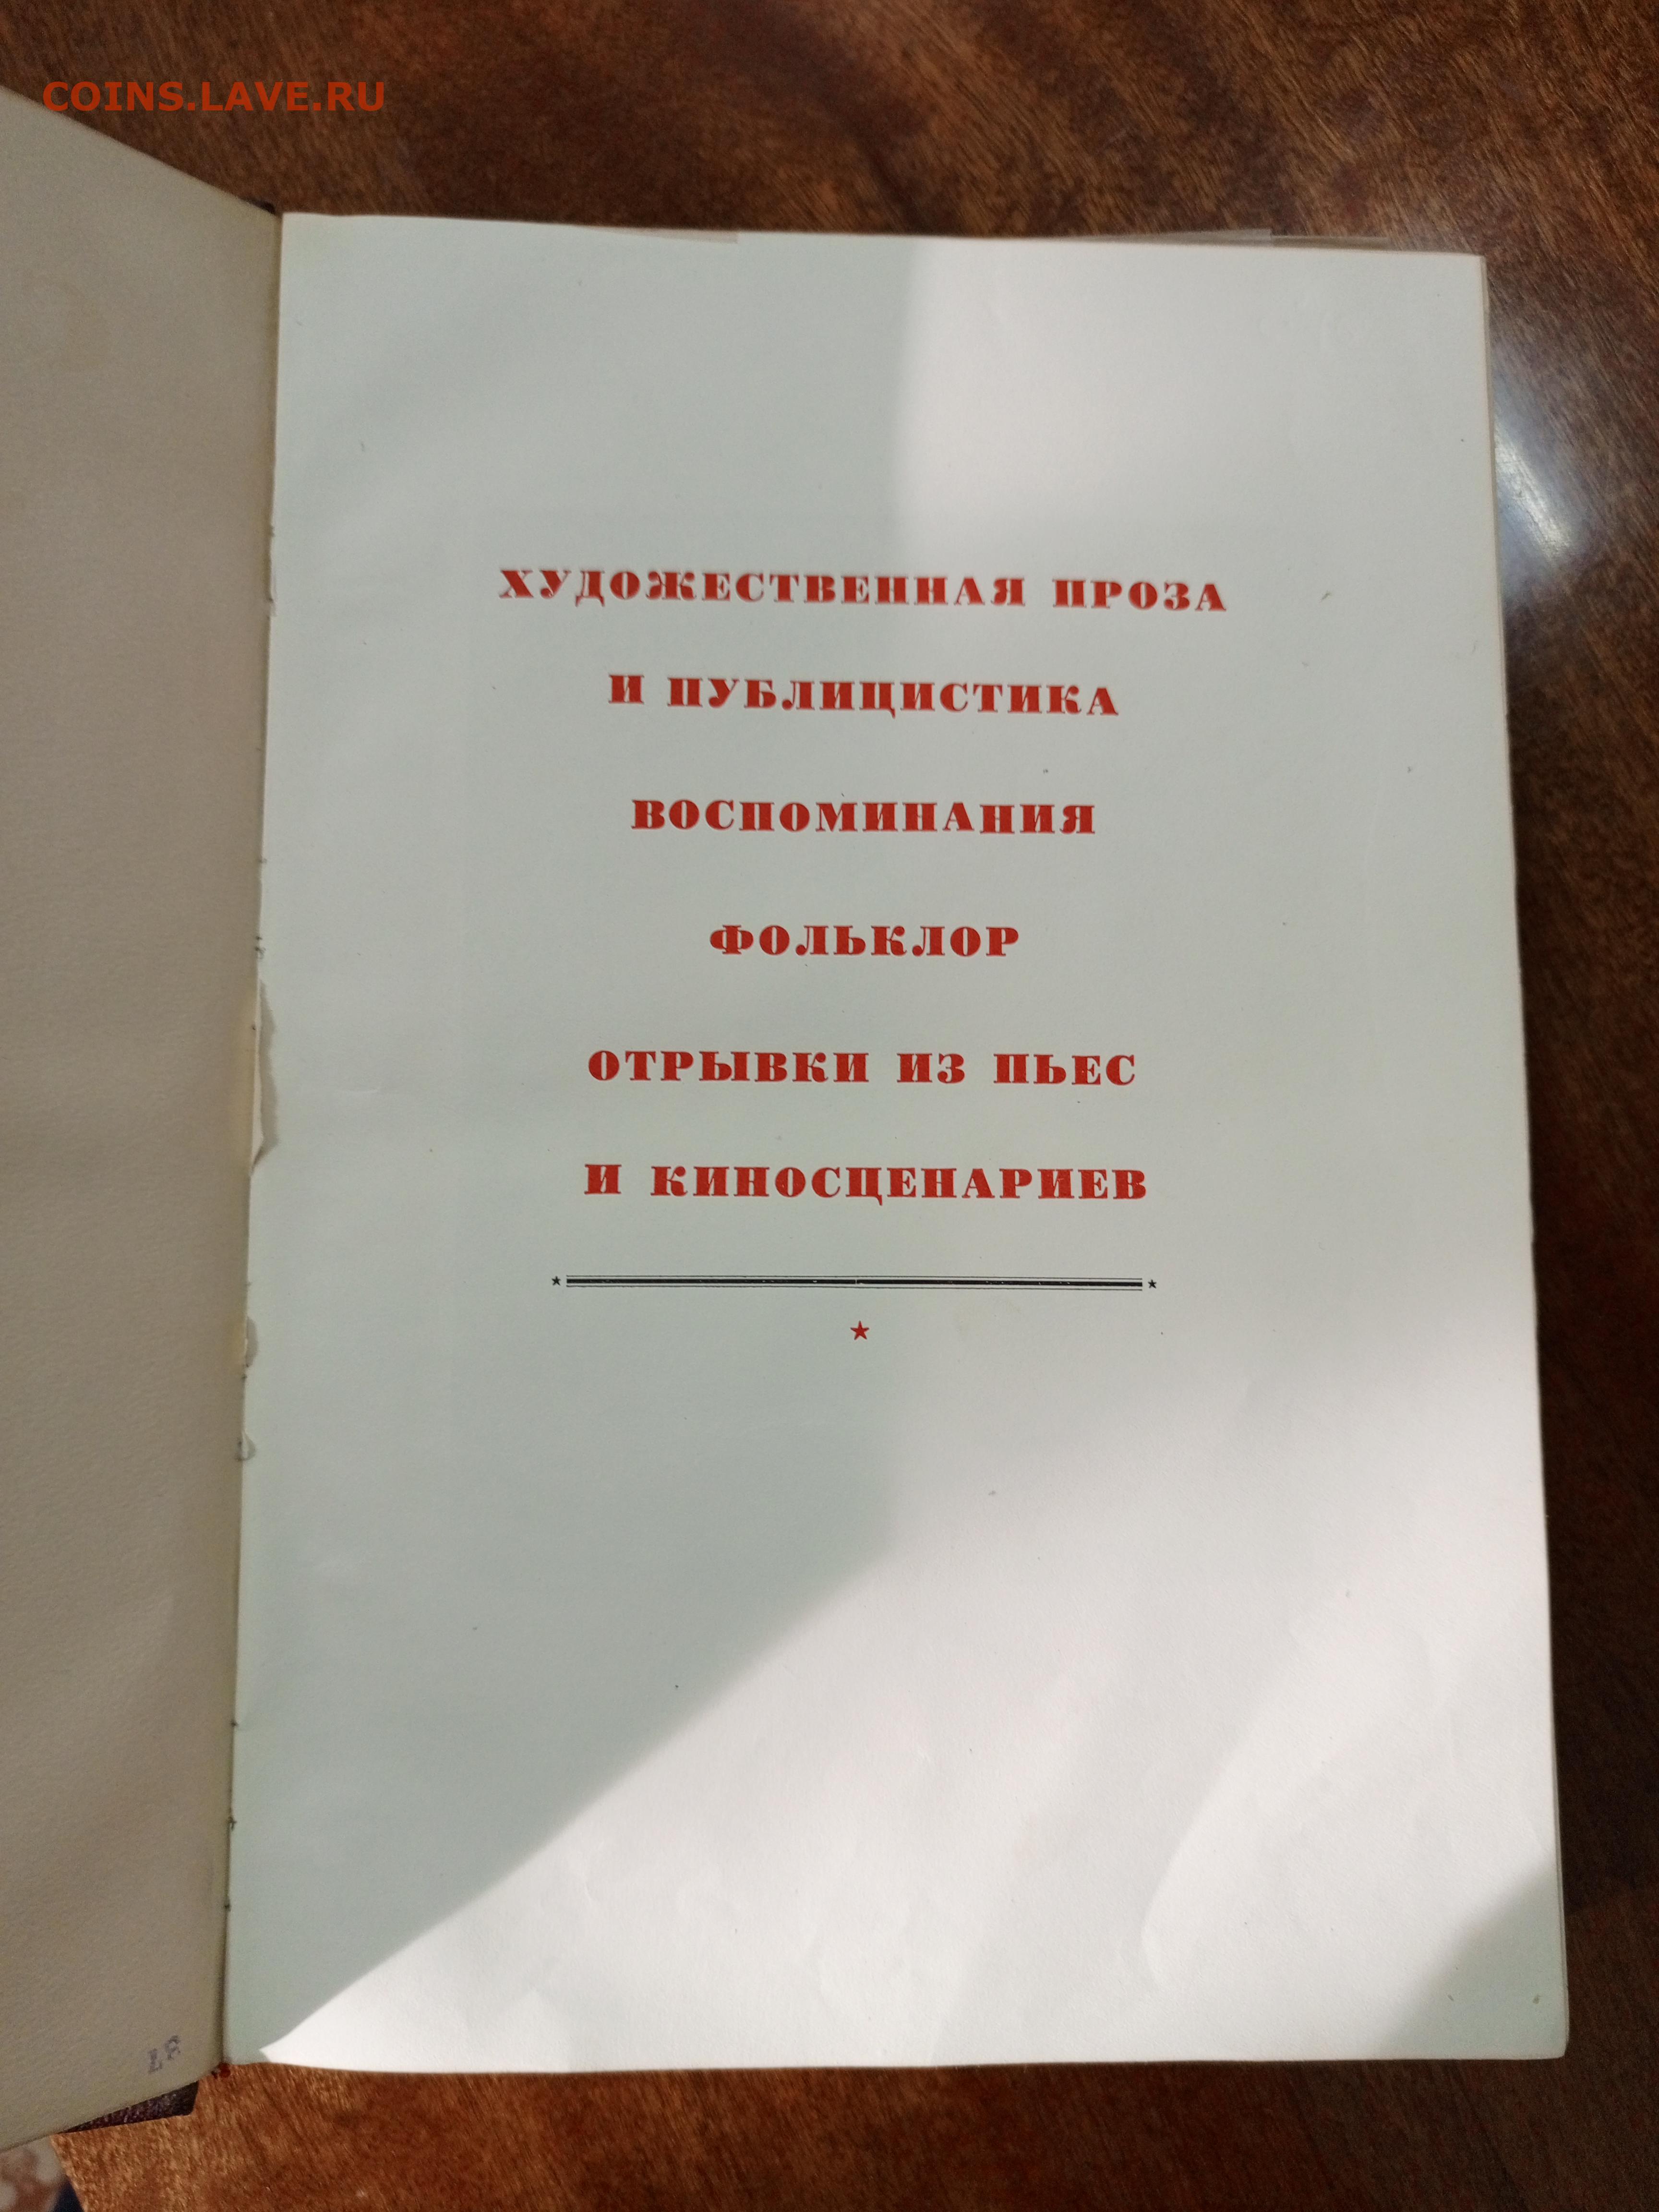 COINS.LAVE.RU
ХУДОЖЕСТВЕННАЯ ПРОЗА
И ПУБЛИЦИСТИКА
ВОСПОМИНАНИЯ
ФОЛЬКЛОР
ОТРЫВКИ ИЗ ПЬЕС
И КИНОСЦЕНАРИЕВ